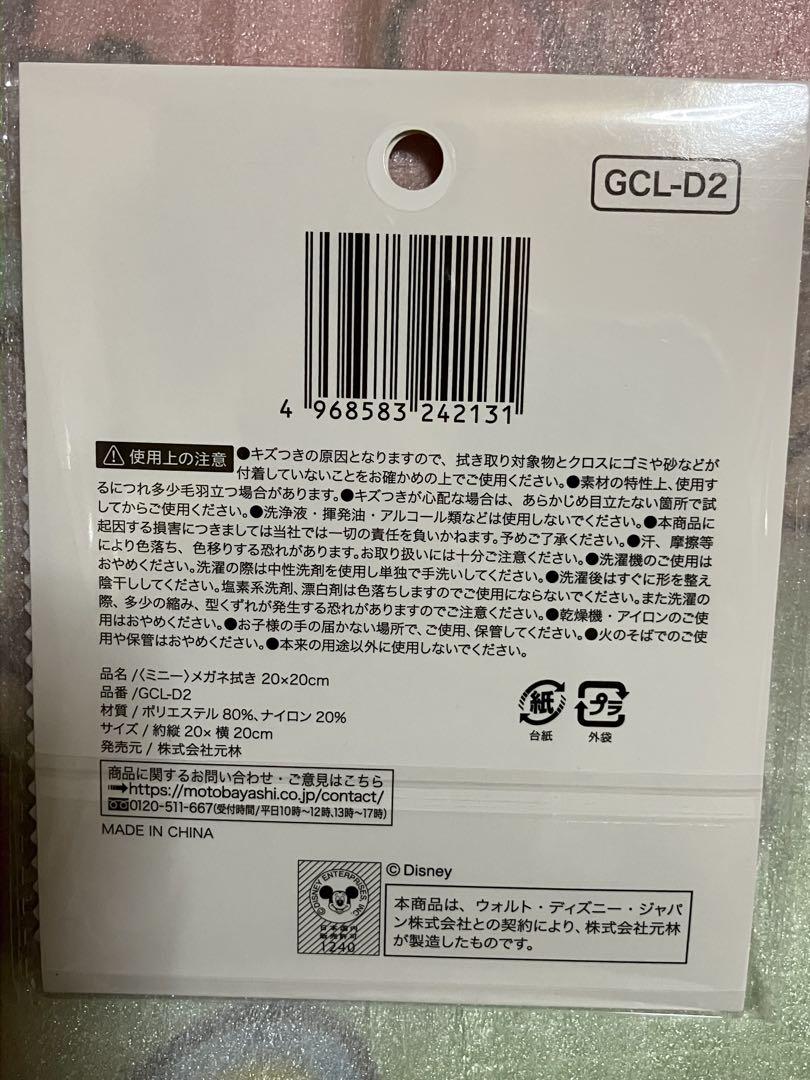 GCL-D2
4 968583 242131
使用上の注意 ●キズつきの原因となりますので、拭き取り対象物とクロスにゴミや砂などが
付着していないことをお確かめの上でご使用ください。●素材の特性上、使用す
るにつれ多少毛羽立つ場合があります。●キズつきが心配な場合は、あらかじめ目立たない箇所で試
してからご使用ください。●洗浄液・揮発油・アルコール類などは使用しないでください。●本商品に
起因する損害につきましては当社では一切の責任を負いかねます。予めご了承ください。●汗、摩擦等
により色落ち、色移りする恐れがあります。お取り扱いには十分ご注意ください。●洗濯機のご使用は
おやめください。洗濯の際は中性洗剤を使用し単独で手洗いしてください。●洗濯後はすぐに形を整え
陰干ししてください。塩素系洗剤、漂白剤は色落ちしますのでご使用にならないでください。また洗濯の
際、多少の縮み、型くずれが発生する恐れがありますのでご注意ください。●乾燥機・アイロンのご使
用はおやめください。●お子様の手の届かない場所で、ご使用、保管してください。●火のそばでのご使
用や保管はおやめください。●本来の用途以外に使用しないでください。
品名 /〈ミニー〉メガネ拭き 20×20cm
品番 /GCL-D2
材質 / ポリエステル 80%、ナイロン 20%
サイズ / 約縦 20× 横 20cm
発売元 / 株式会社元林
紙
台紙
プラ
外袋
商品に関するお問い合わせ・ご意見はこちら
➡https://motobayashi.co.jp/contact/
0120-511-667(受付時間/平日10時〜12時、13時〜17時)
MADE IN CHINA
©DISNEY ENTERPRISES, INC.
日本国内
販売許可
1240
©Disney
本商品は、ウォルト・ディズニー・ジャパ
ン株式会社との契約により、株式会社元林
が製造したものです。